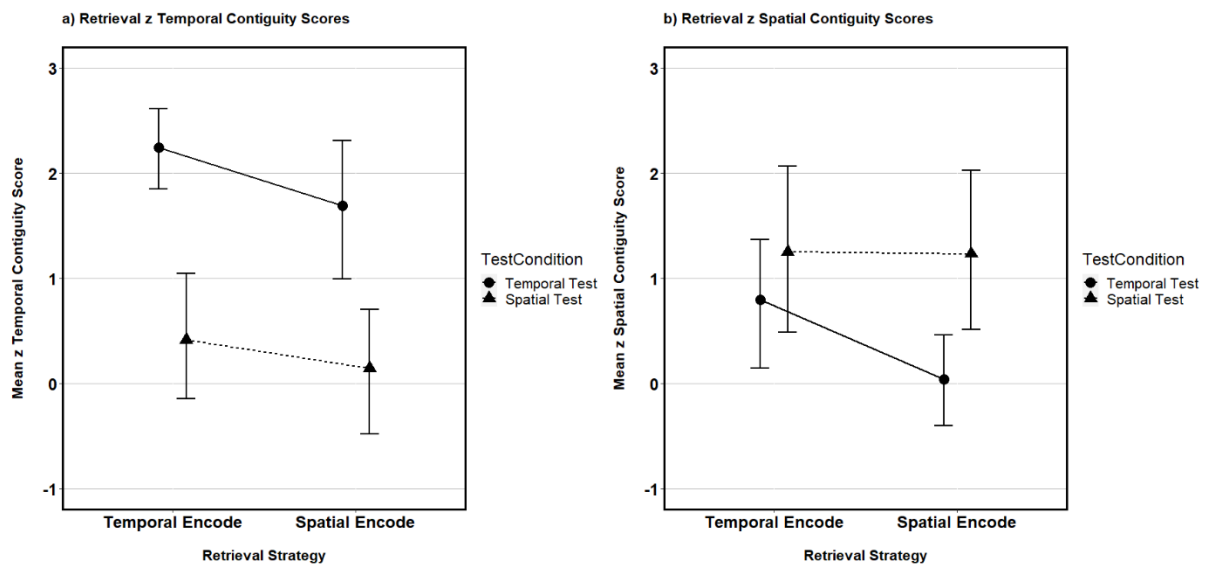 a) Retrieval z Temporal Contiguity Scores
Mean z Temporal Contiguity Score
3
2
1
0
-1
Temporal Encode Spatial Encode
Retrieval Strategy
TestCondition
Temporal Test
Spatial Test
b) Retrieval z Spatial Contiguity Scores
Mean z Spatial Contiguity Score
3
2
1
0
-1
Temporal Encode Spatial Encode
Retrieval Strategy
TestCondition
Temporal Test
Spatial Test